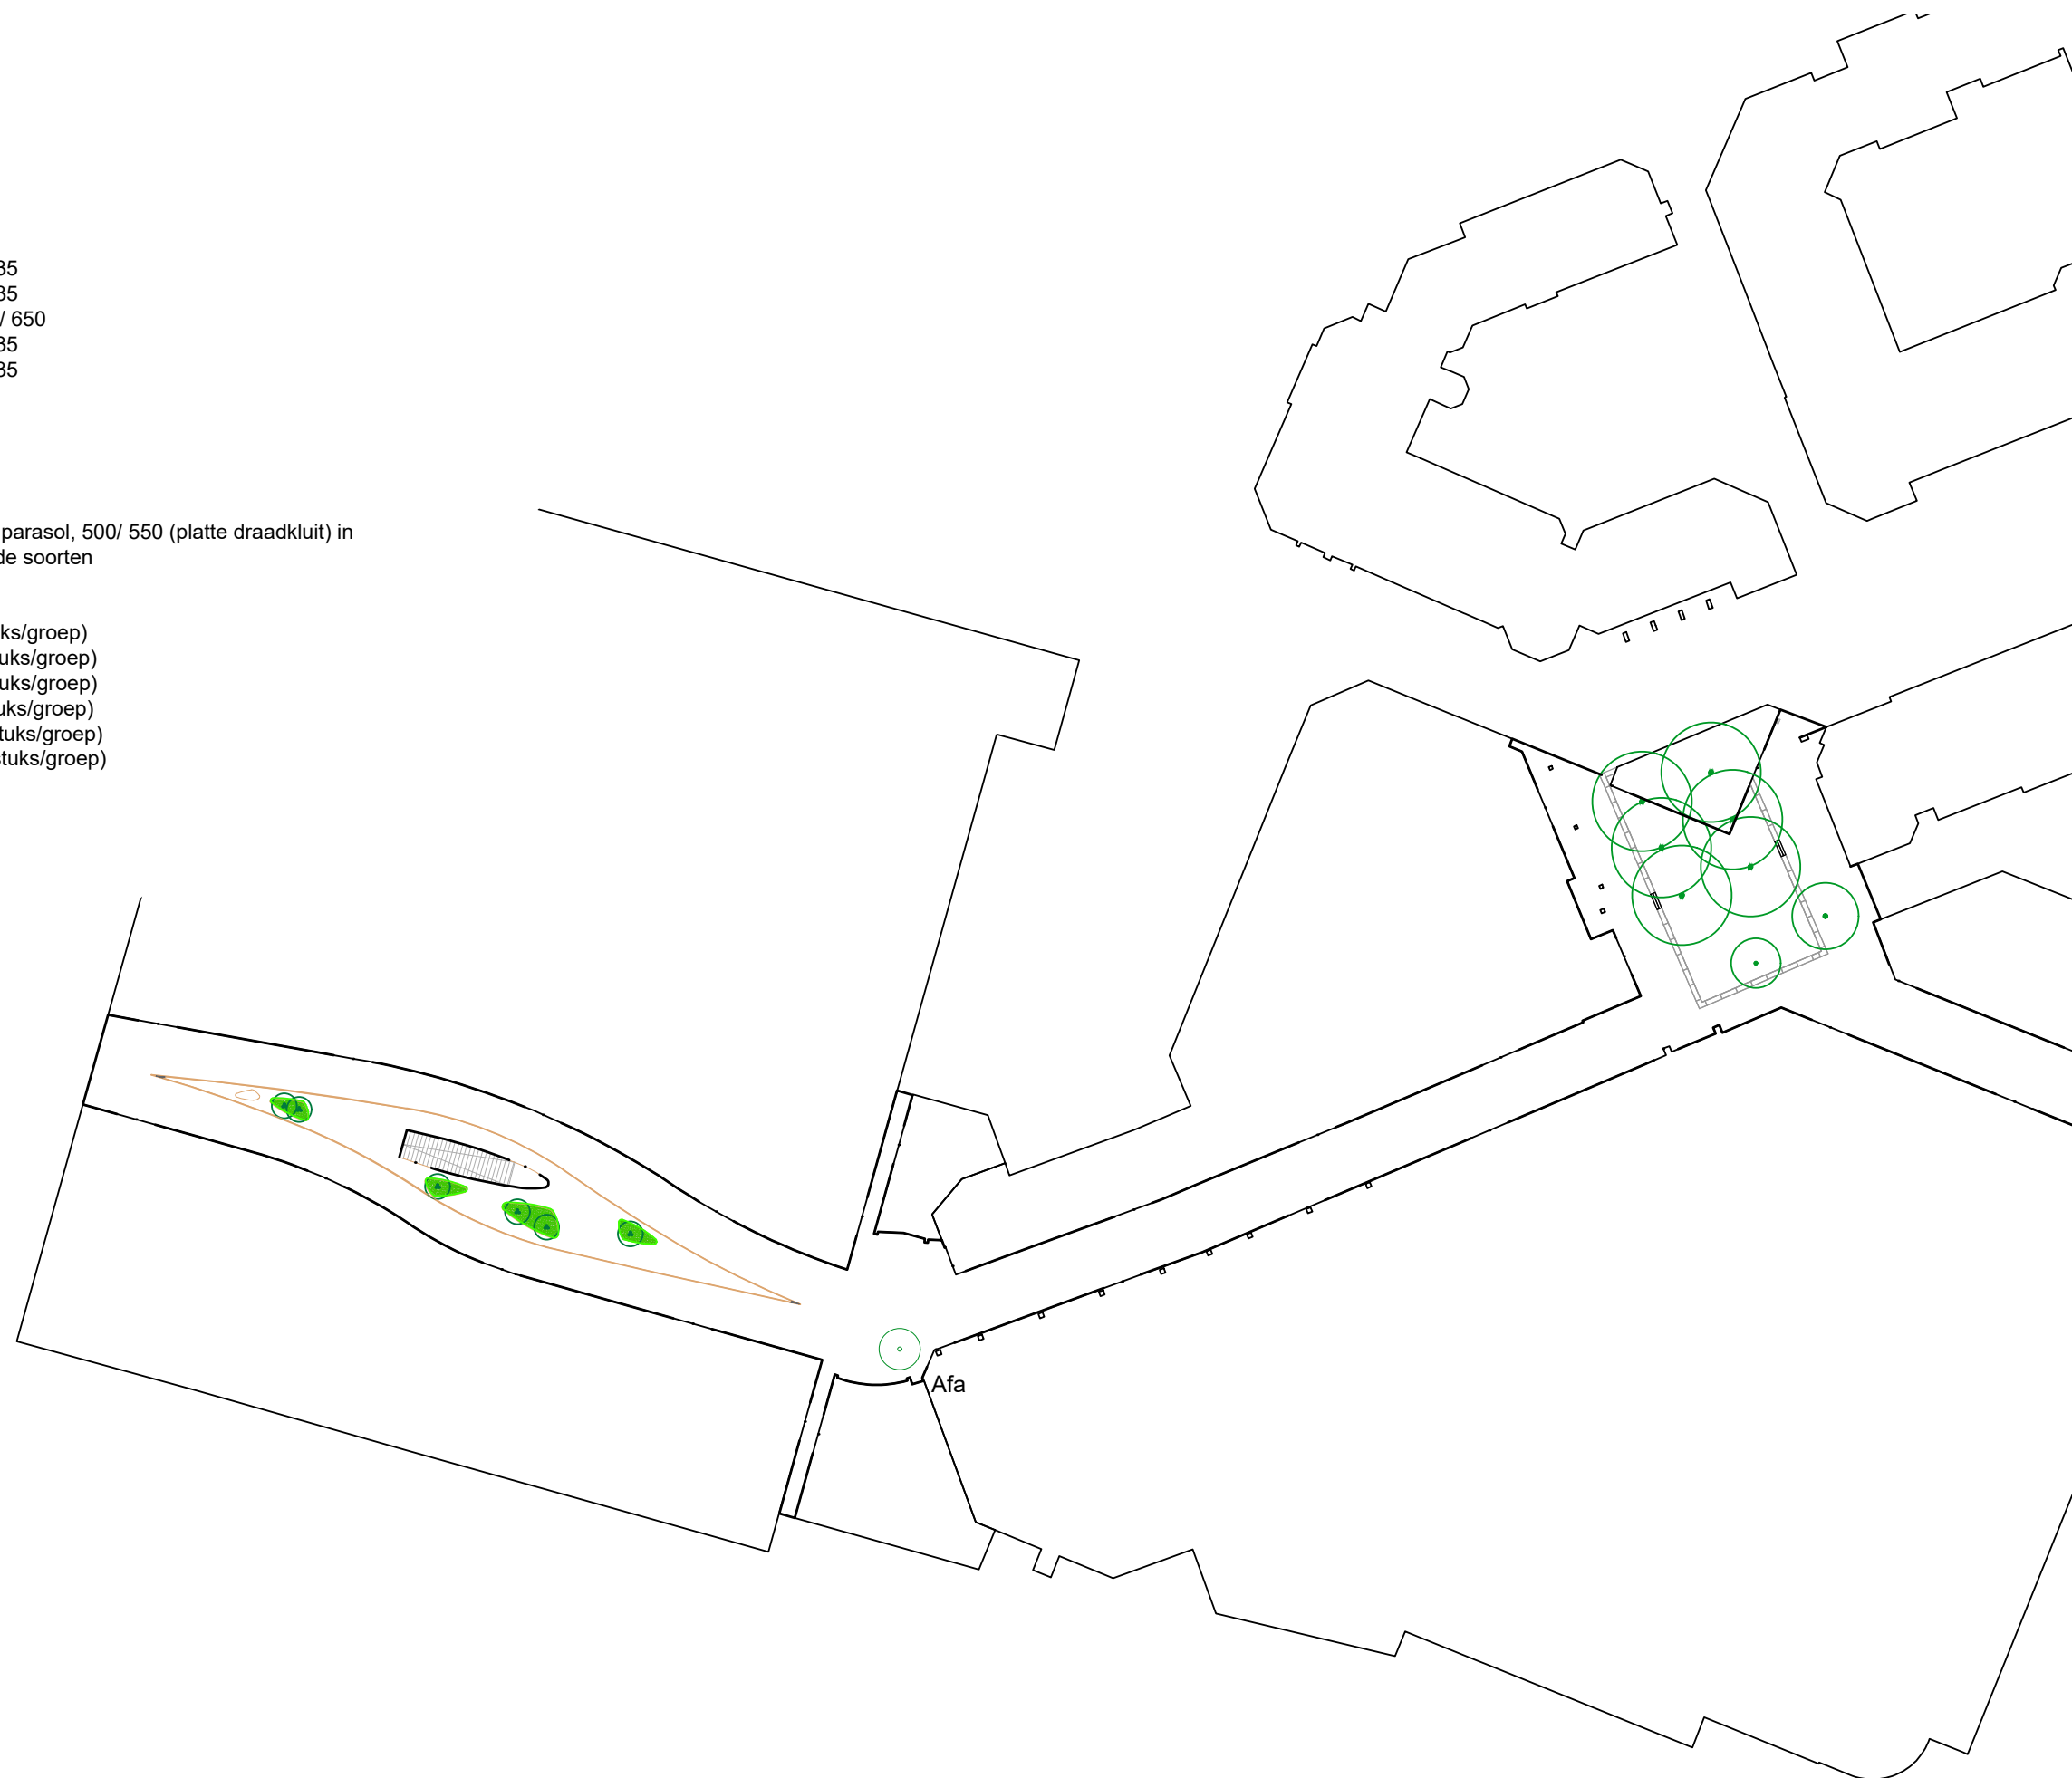 35
35
/ 650
35
35
parasol, 500/ 550 (platte draadkluit) in
de soorten
ks/groep)
uks/groep)
uks/groep)
uks/groep)
tuks/groep)
stuks/groep)
Afa